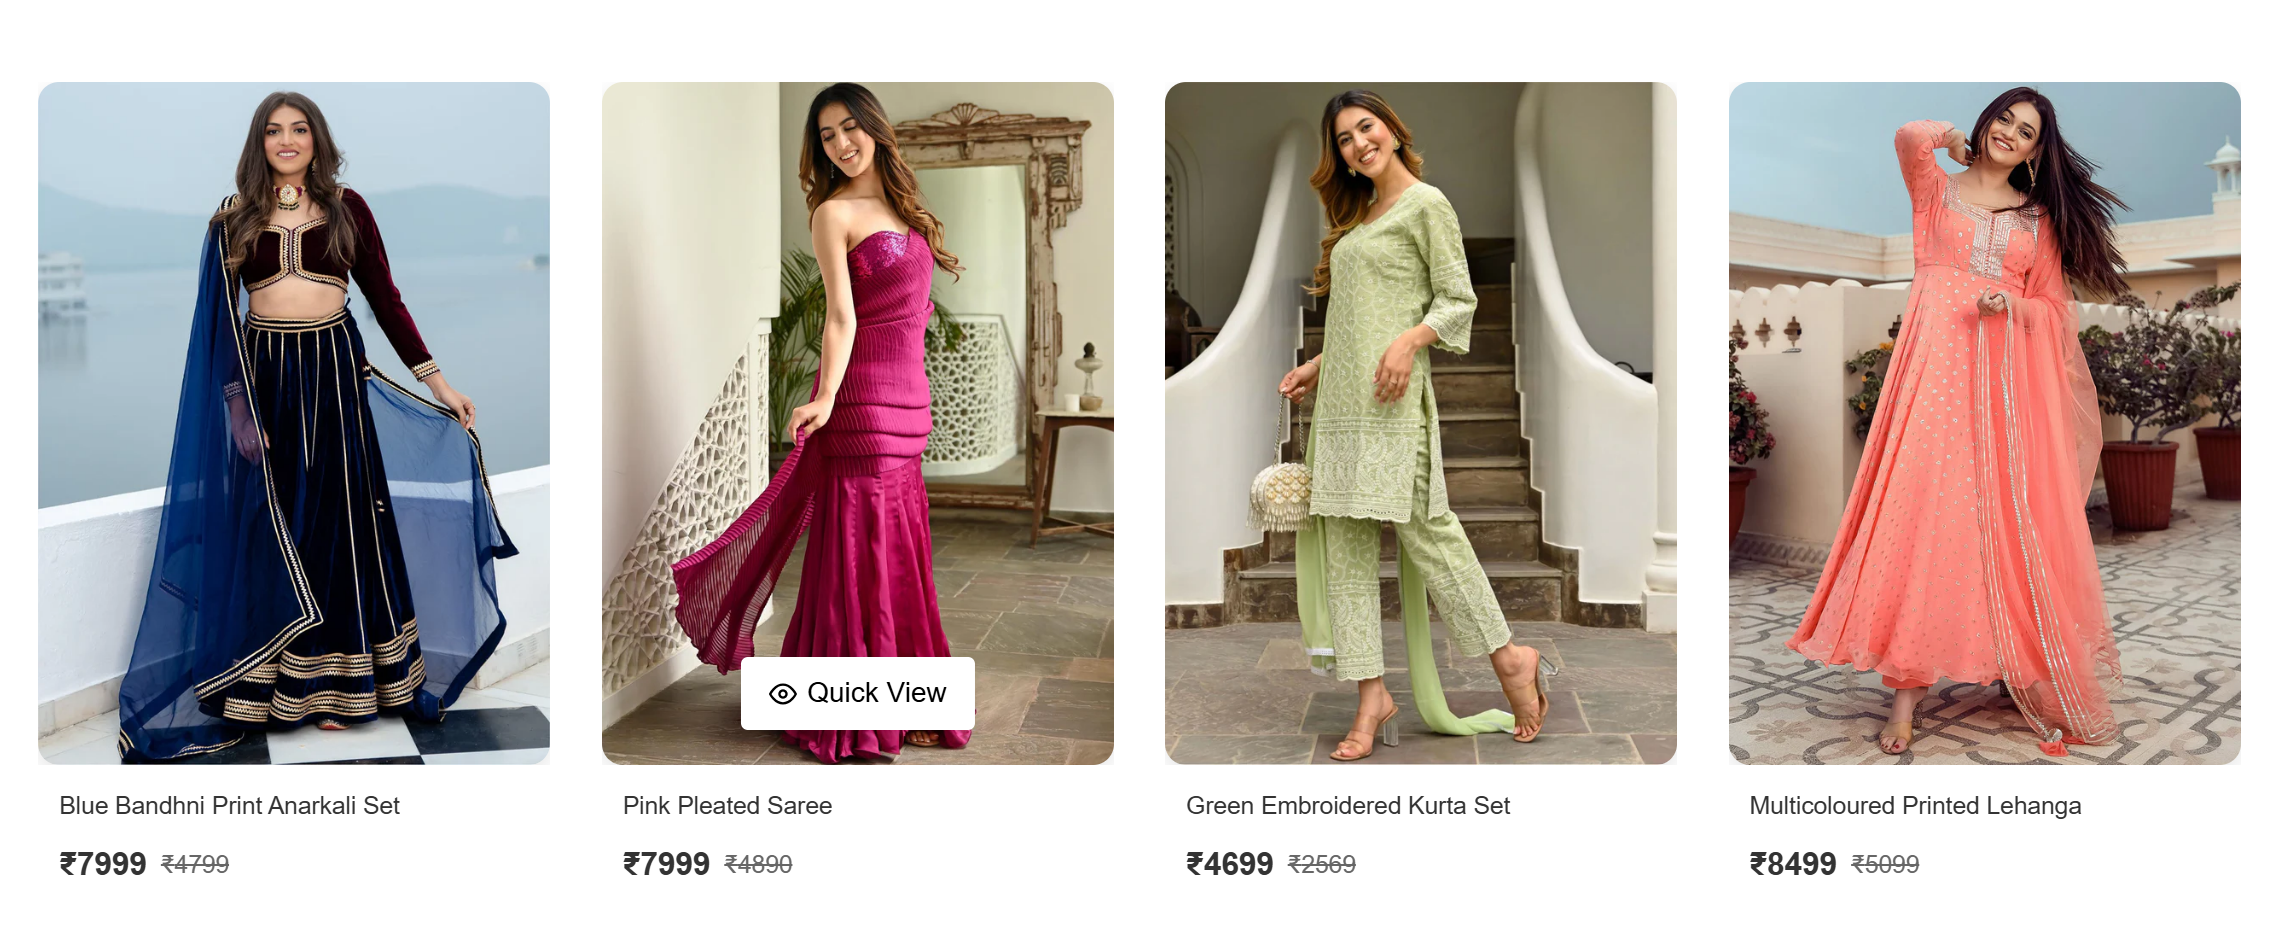 Quick View
Blue Bandhni Print Anarkali Set
Pink Pleated Saree
Green Embroidered Kurta Set
Multicoloured Printed Lehanga
₹7999 ₹4799
₹7999 ₹4890
₹4699 ₹2569
₹8499 ₹5099